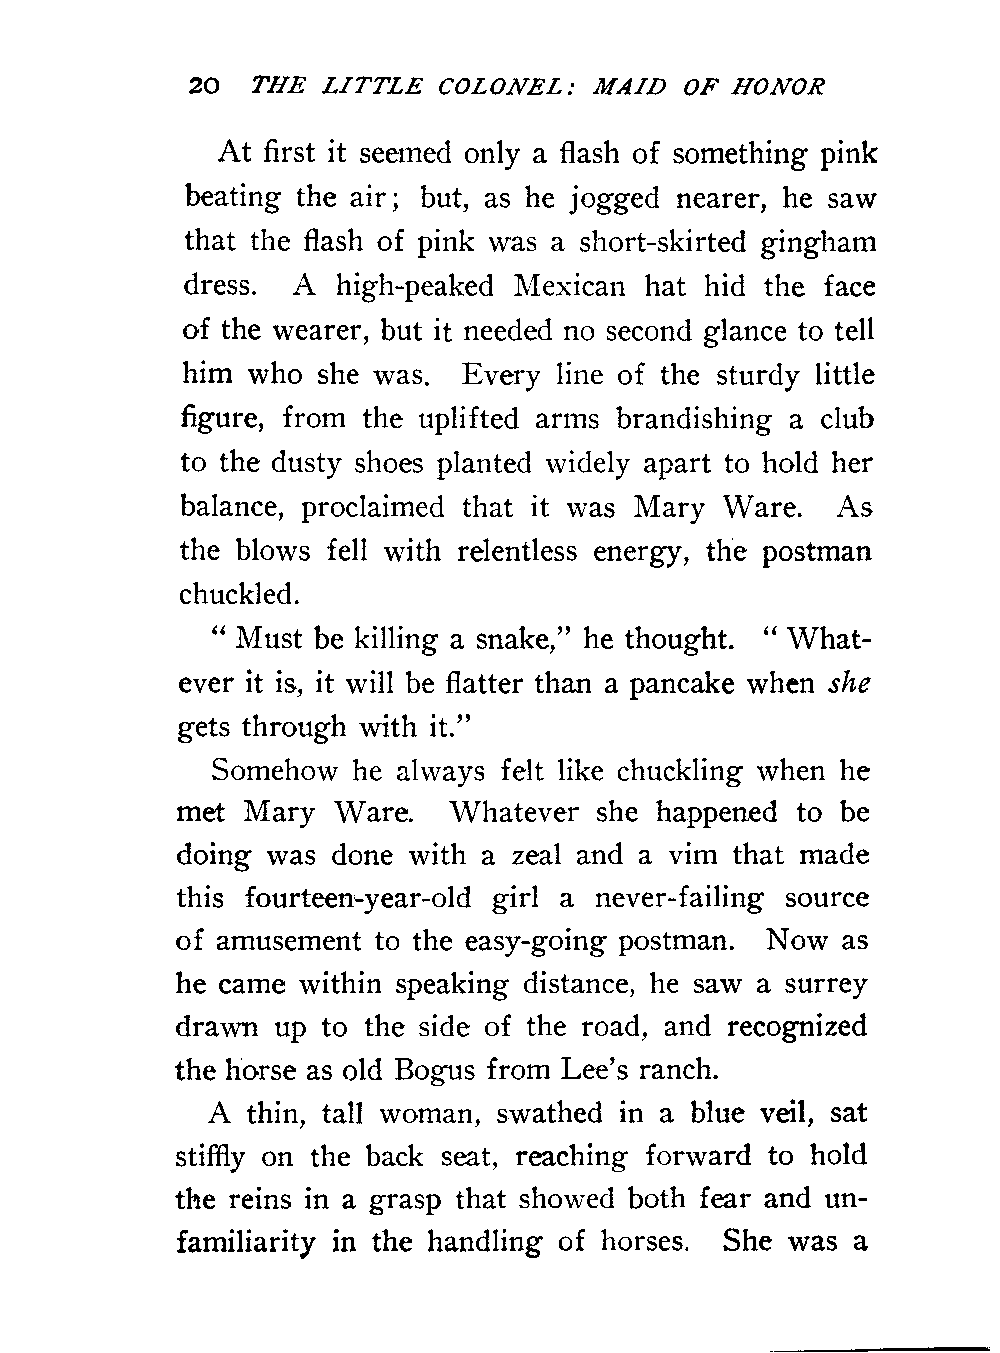 20 THE LITTLE COLONEL: MAID OF HONOR
At first it seemed only a flash of something pink
beating the air; but, as he jogged nearer, he saw
that the flash of pink was a short-skirted gingham
dress. A high-peaked Mexican hat hid the face
of the wearer, but it needed no second glance to tell
him who she was. Every line of the sturdy little
figure, from the uplifted arms brandishing a club
to the dusty shoes planted widely apart to hold her
balance, proclaimed that it was Mary Ware. As
the blows fell with relentless energy, the postman
chuckled.
“ Must be killing a snake,” he thought. “ What-
ever it is, it will be flatter than a pancake when she
gets through with it.”
Somehow he always felt like chuckling when he
met Mary Ware. Whatever she happened to be
doing was done with a zeal and a vim that made
this fourteen-year-old girl a never-failing source
of amusement to the easy-going postman. Now as
he came within speaking distance, he saw a surrey
drawn up to the side of the road, and recognized
the horse as old Bogus from Lee’s ranch.
A thin, tall woman, swathed in a blue veil, sat
stiffly on the back seat, reaching forward to hold
the reins in a grasp that showed both fear and un-
familiarity in the handling of horses. She was a